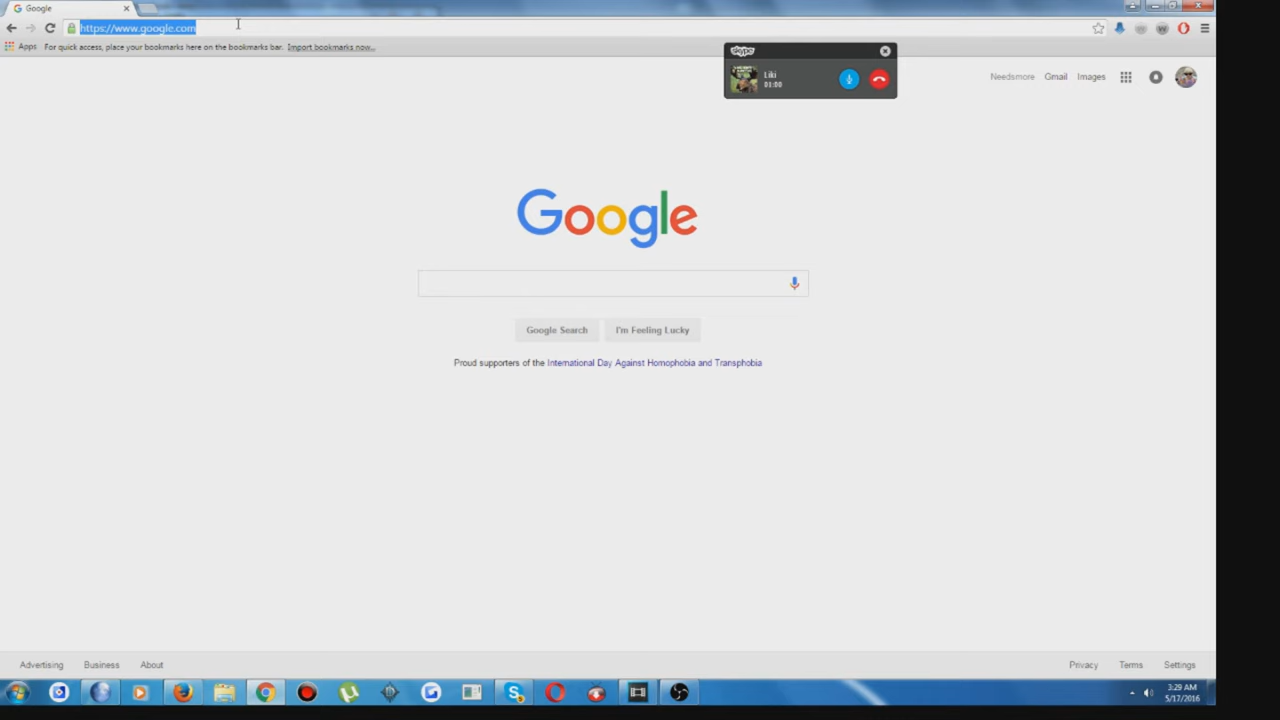 Google
https://www.google.com
Apps For quick access, place your bookmarks here on the bookmarks bar. Import bookmarks now...
skype
Liki
01:00
Needsmore Gmail Images
Google
Google Search I'm Feeling Lucky
Proud supporters of the International Day Against Homophobia and Transphobia
Advertising Business About Privacy Terms Settings
3:29 AM
5/17/2016